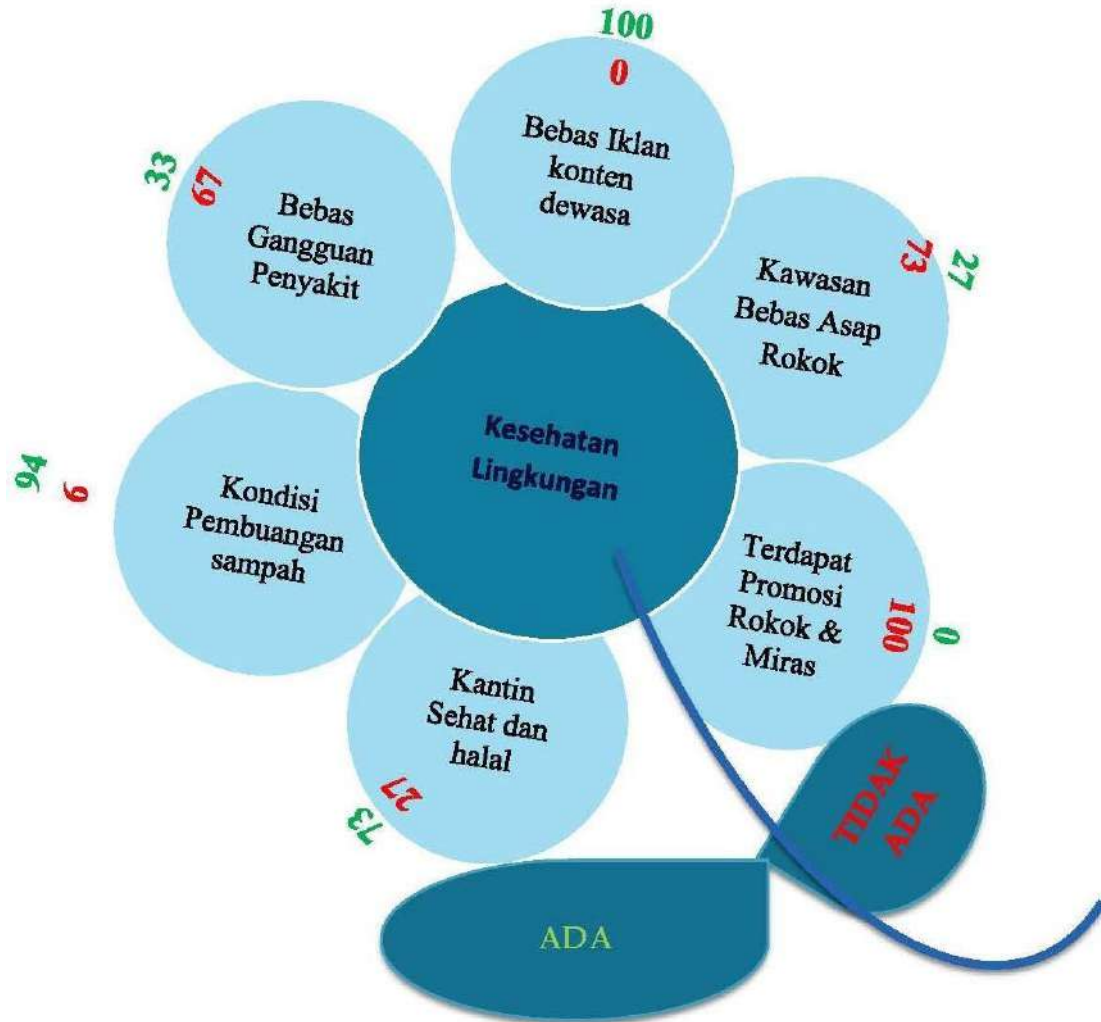 100
0
Bebas Iklan
konten
dewasa
27
73
Kawasan
Bebas Asap
Rokok
0
100
Terdapat
Promosi
Rokok &
Miras
73
27
Kantin
Sehat dan
halal
94
6
Kondisi
Pembuangan
sampah
33
67
Bebas
Gangguan
Penyakit
Kesehatan
Lingkungan
TIDAK
ADA
ADA